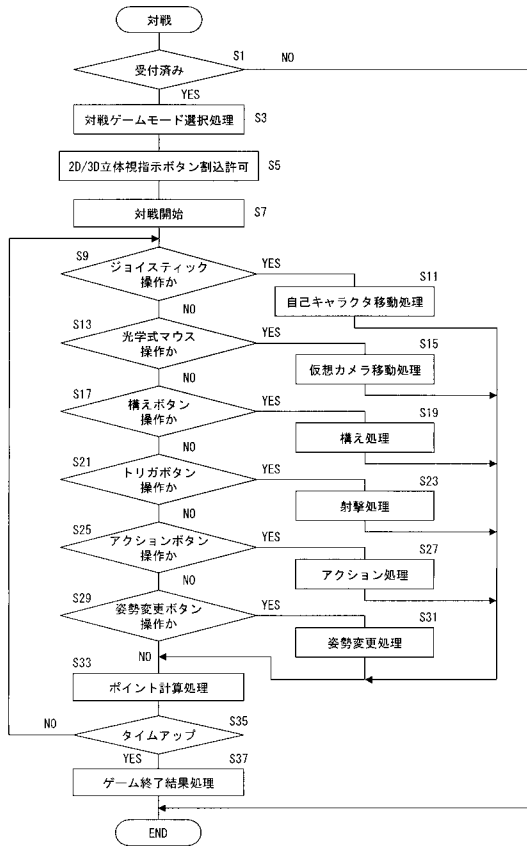 対戦
S1
NO
受付済み
YES
対戦ゲームモード選択処理
S3
2D/3D立体視指示ボタン割込許可
S5
対戦開始
S7
S9
ジョイスティック
操作か
YES
S11
自己キャラクタ移動処理
NO
S13
光学式マウス
操作か
YES
S15
仮想カメラ移動処理
NO
S17
構えボタン
操作か
YES
S19
構え処理
NO
S21
トリガボタン
操作か
YES
S23
射撃処理
NO
S25
アクションボタン
操作か
YES
S27
アクション処理
NO
S29
姿勢変更ボタン
操作か
YES
S31
姿勢変更処理
NO
S33
ポイント計算処理
NO
タイムアップ
S35
YES
S37
ゲーム終了結果処理
END